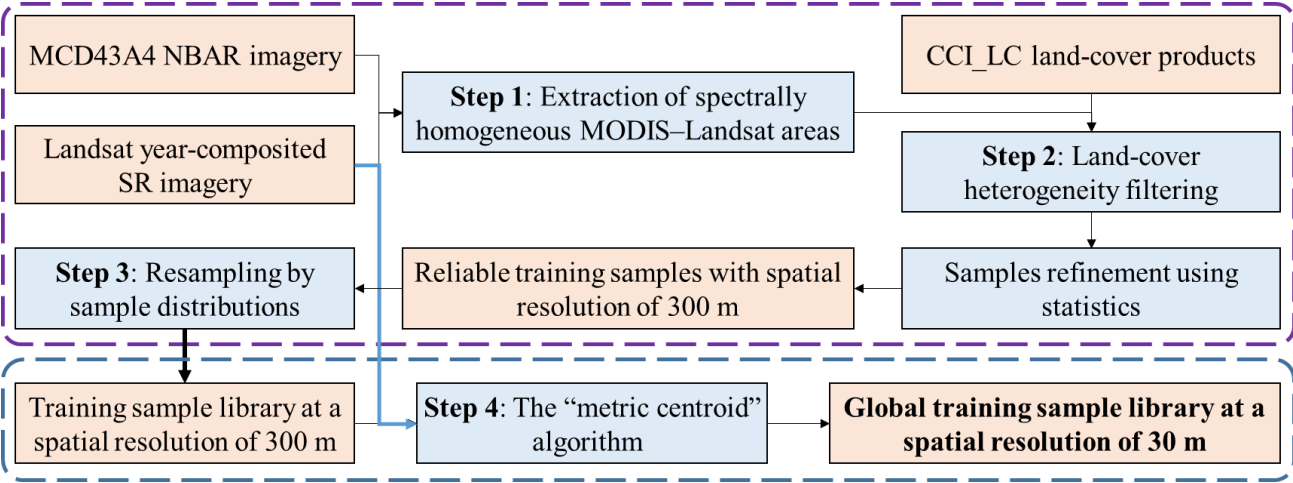 MCD43A4 NBAR imagery
CCI_LC land-cover products
Step 1: Extraction of spectrally
homogeneous MODIS–Landsat areas
Landsat year-composited
SR imagery
Step 2: Land-cover
heterogeneity filtering
Step 3: Resampling by
sample distributions
Reliable training samples with spatial
resolution of 300 m
Samples refinement using
statistics
Training sample library at a
spatial resolution of 300 m
Step 4: The “metric centroid”
algorithm
Global training sample library at a
spatial resolution of 30 m